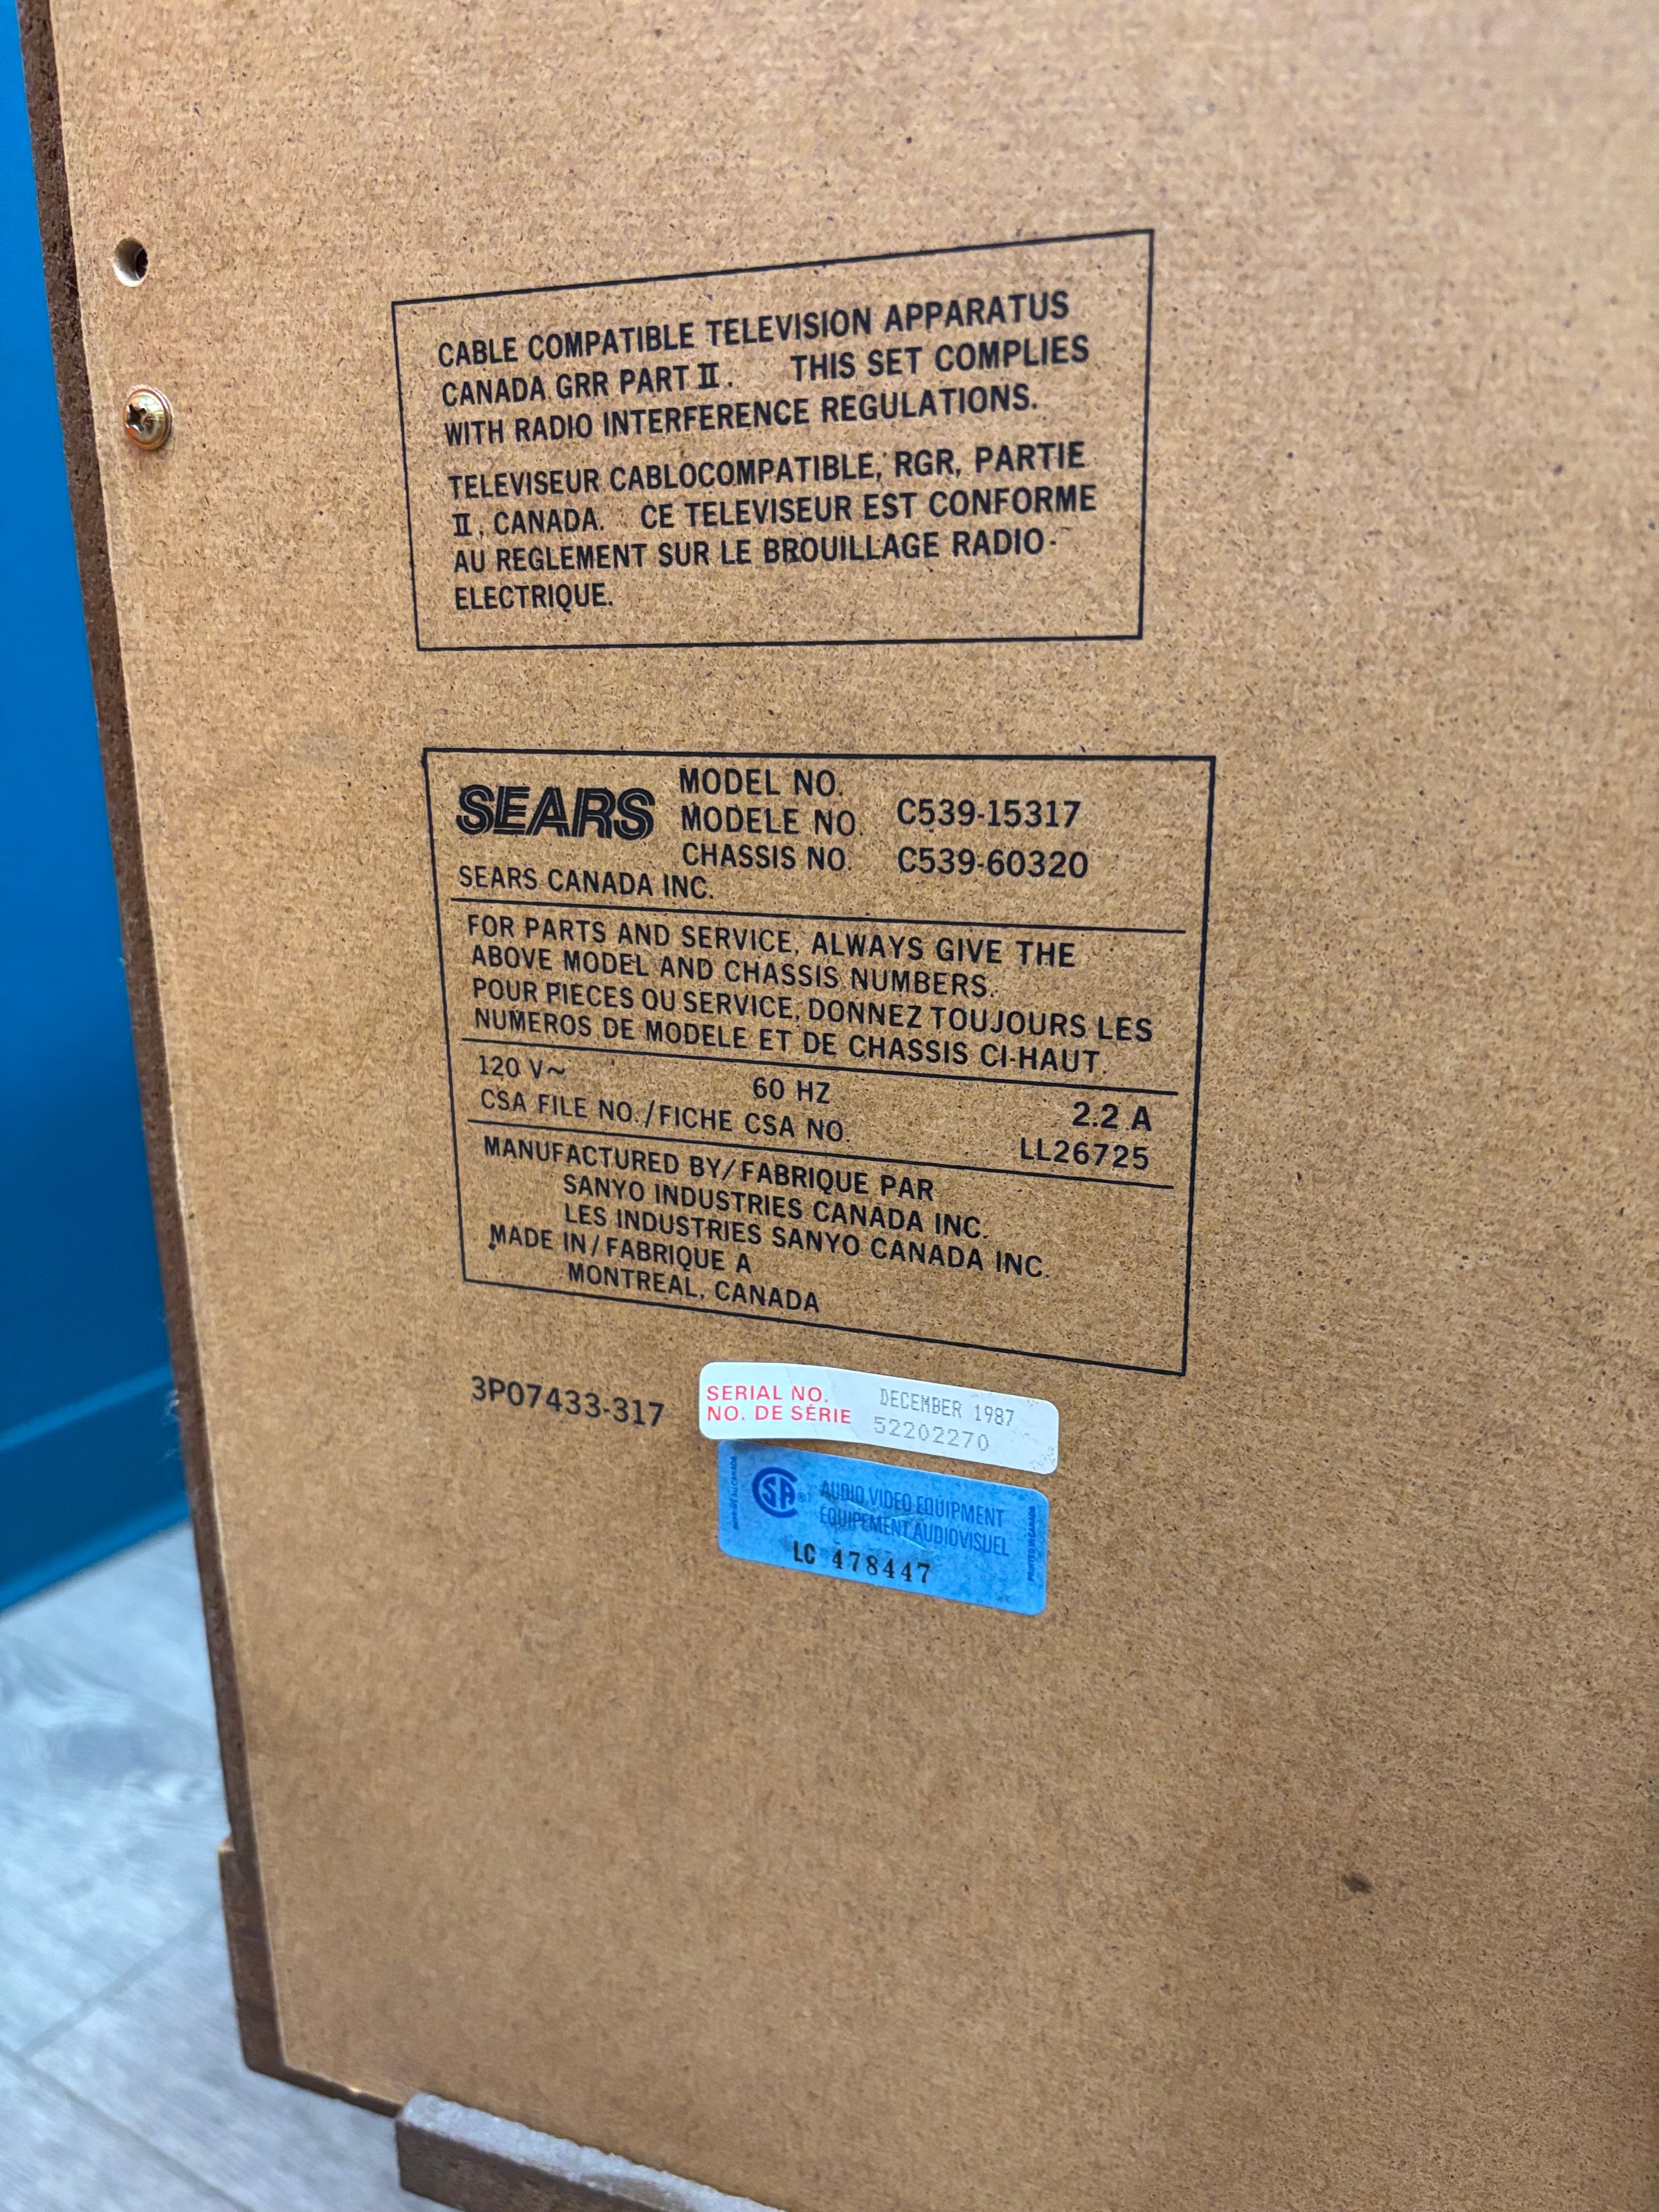 CABLE COMPATIBLE TELEVISION APPARATUS
CANADA GRR PART II. THIS SET COMPLIES
WITH RADIO INTERFERENCE REGULATIONS.
TELEVISEUR CABLOCOMPATIBLE, RGR, PARTIE
II, CANADA. CE TELEVISEUR EST CONFORME
AU REGLEMENT SUR LE BROUILLAGE RADIO-
ELECTRIQUE.
SEARS
MODEL NO.
MODELE NO. C539-15317
CHASSIS NO. C539-60320
SEARS CANADA INC.
FOR PARTS AND SERVICE, ALWAYS GIVE THE
ABOVE MODEL AND CHASSIS NUMBERS.
POUR PIECES OU SERVICE, DONNEZ TOUJOURS LES
NUMEROS DE MODELE ET DE CHASSIS CI-HAUT.
120 V~ 60 HZ 2.2 A
CSA FILE NO./FICHE CSA NO. LL26725
MANUFACTURED BY/FABRIQUE PAR
SANYO INDUSTRIES CANADA INC.
LES INDUSTRIES SANYO CANADA INC.
MADE IN/FABRIQUE A
MONTREAL, CANADA
3P07433-317
SERIAL NO. DECEMBER 1987
NO. DE SÉRIE 52202270
CSA ®
AUDIO, VIDEO EQUIPMENT
ÉQUIPEMENT AUDIOVISUEL
LC 478447
PRINTED IN CANADA